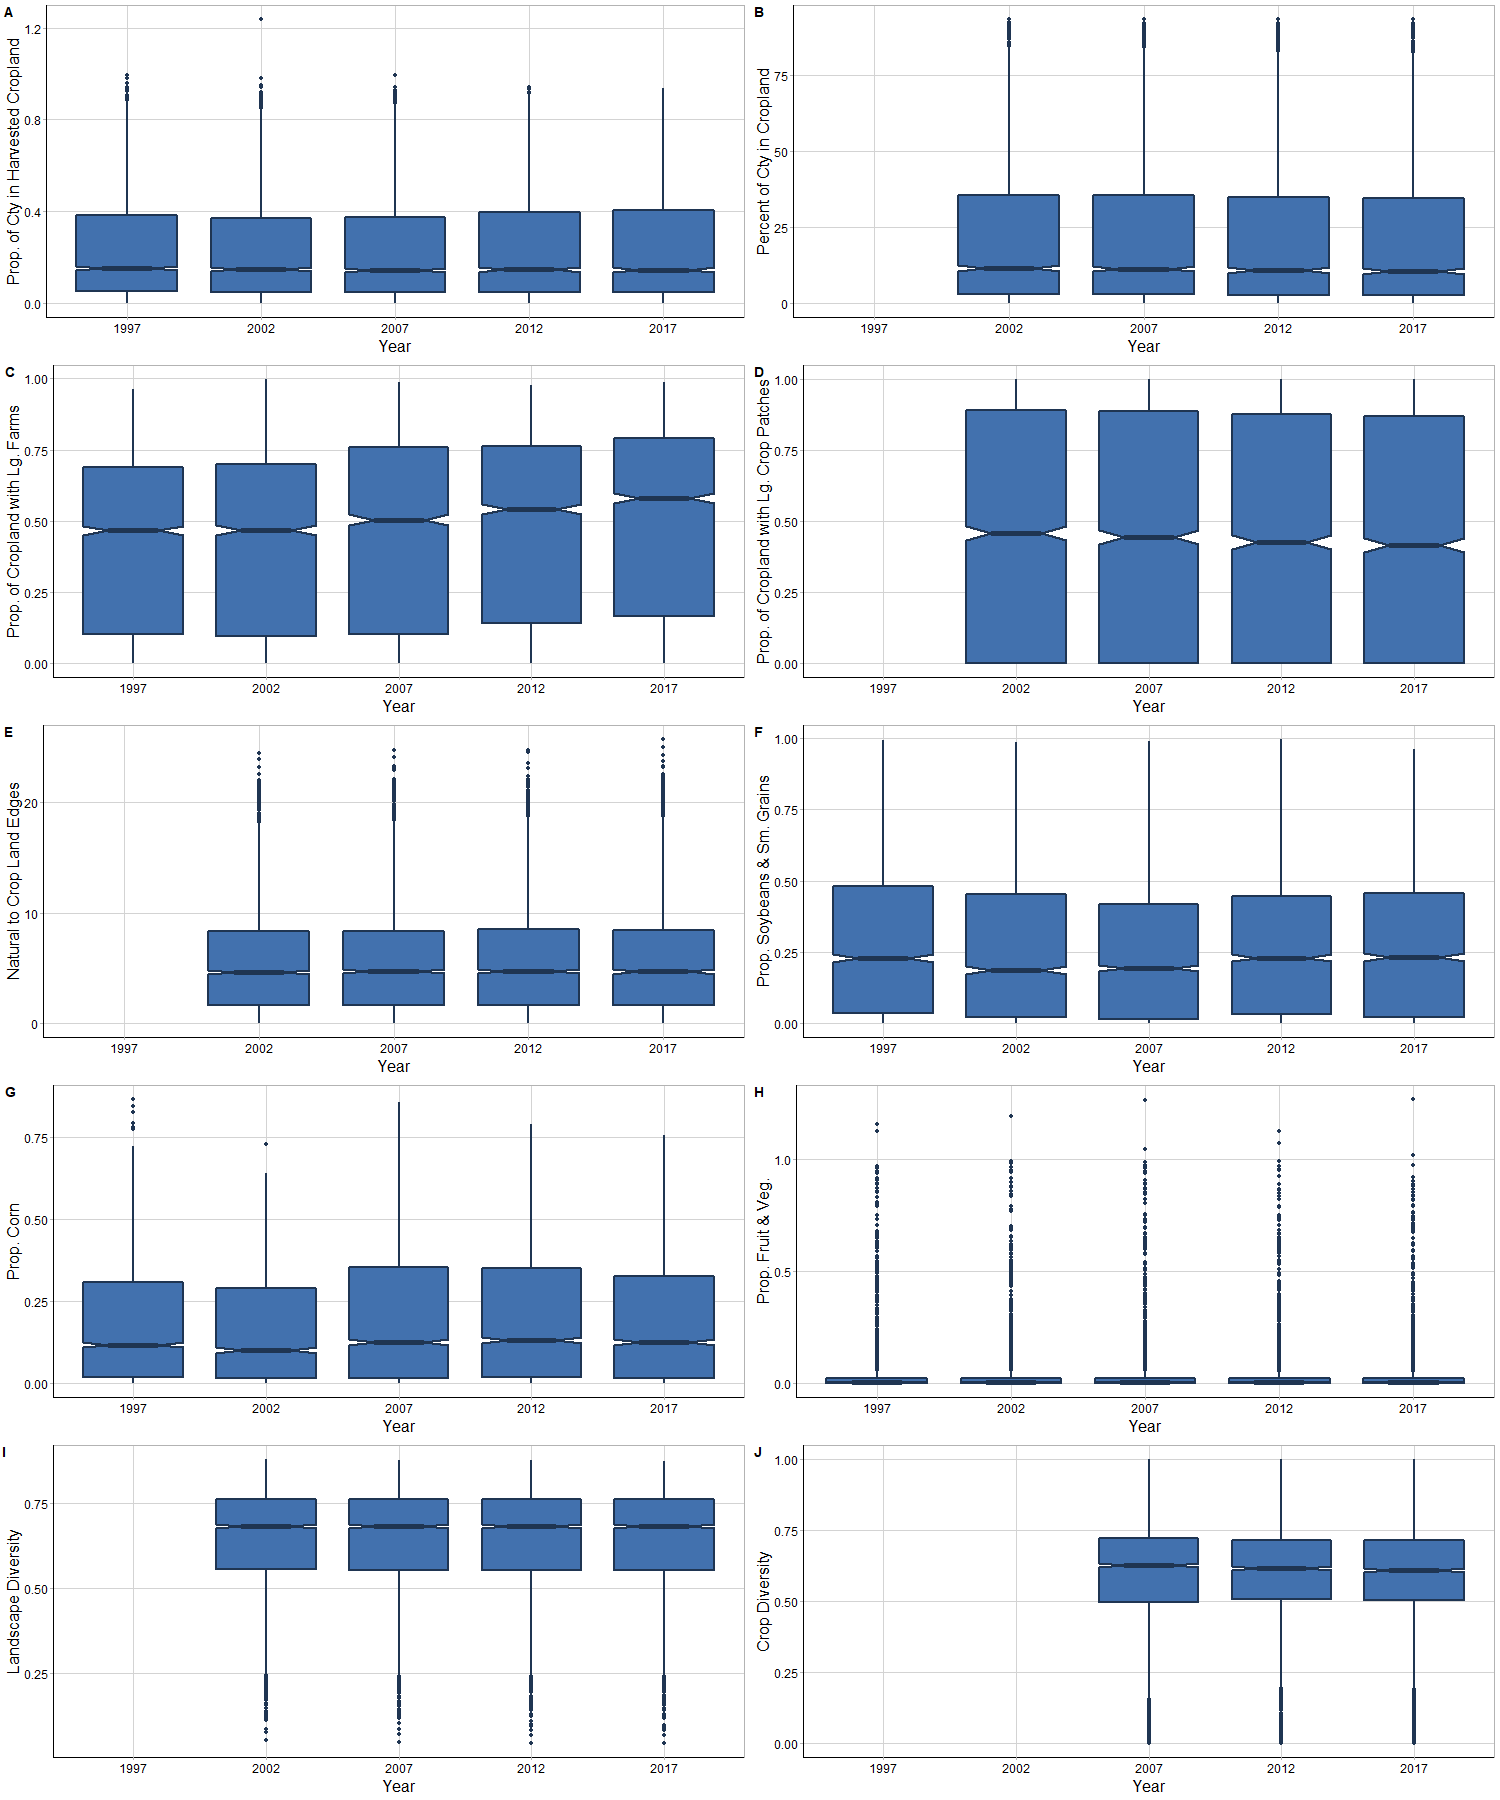 A
Prop. of Cty in Harvested Cropland
1.2
0.8
0.4
0.0
1997 2002 2007 2012 2017
Year
B
Percent of Cty in Cropland
75
50
25
0
1997 2002 2007 2012 2017
Year
C
Prop. of Cropland with Lg. Farms
1.00
0.75
0.50
0.25
0.00
1997 2002 2007 2012 2017
Year
D
Prop. of Cropland with Lg. Crop Patches
1.00
0.75
0.50
0.25
0.00
1997 2002 2007 2012 2017
Year
E
Natural to Crop Land Edges
20
10
0
1997 2002 2007 2012 2017
Year
F
Prop. Soybeans & Sm. Grains
1.00
0.75
0.50
0.25
0.00
1997 2002 2007 2012 2017
Year
G
Prop. Corn
0.75
0.50
0.25
0.00
1997 2002 2007 2012 2017
Year
H
Prop. Fruit & Veg.
1.0
0.5
0.0
1997 2002 2007 2012 2017
Year
I
Landscape Diversity
0.75
0.50
0.25
1997 2002 2007 2012 2017
Year
J
Crop Diversity
1.00
0.75
0.50
0.25
0.00
1997 2002 2007 2012 2017
Year